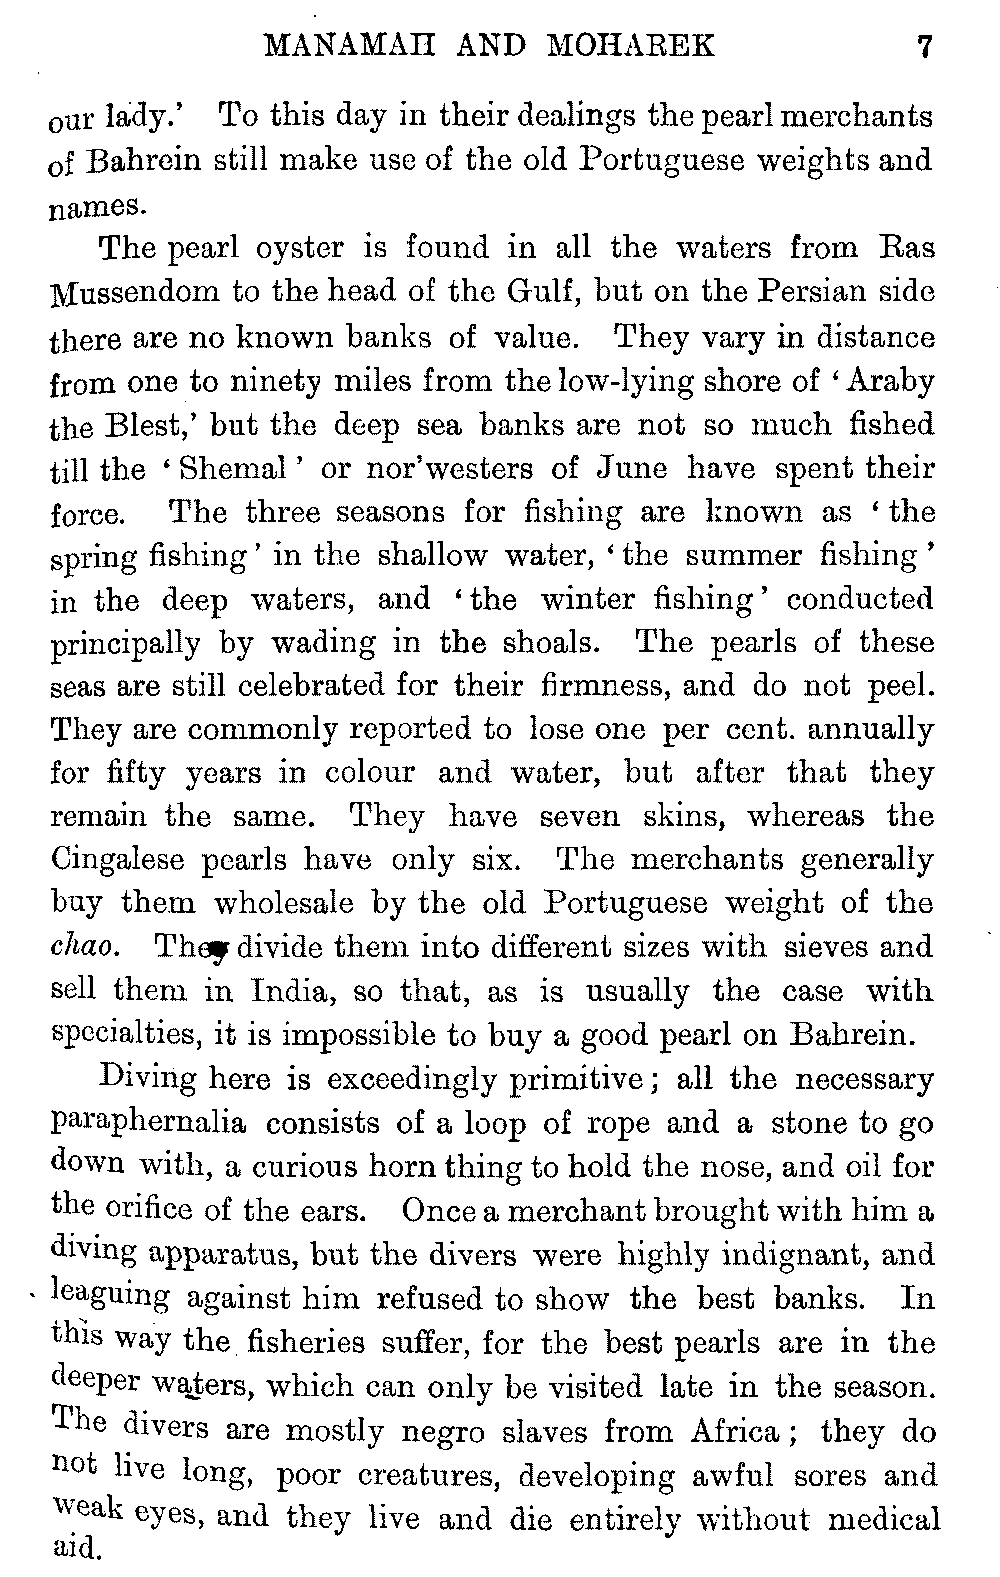 MANAMAH AND MOHAREK 7
our lady.’ To this day in their dealings the pearl merchants
of Bahrein still make use of the old Portuguese weights and
names.
The pearl oyster is found in all the waters from Ras
Mussendom to the head of the Gulf, but on the Persian side
there are no known banks of value. They vary in distance
from one to ninety miles from the low-lying shore of ‘Araby
the Blest,’ but the deep sea banks are not so much fished
till the ‘Shemal’ or nor’westers of June have spent their
force. The three seasons for fishing are known as ‘the
spring fishing’ in the shallow water, ‘the summer fishing’
in the deep waters, and ‘the winter fishing’ conducted
principally by wading in the shoals. The pearls of these
seas are still celebrated for their firmness, and do not peel.
They are commonly reported to lose one per cent. annually
for fifty years in colour and water, but after that they
remain the same. They have seven skins, whereas the
Cingalese pearls have only six. The merchants generally
buy them wholesale by the old Portuguese weight of the
chao. They divide them into different sizes with sieves and
sell them in India, so that, as is usually the case with
specialties, it is impossible to buy a good pearl on Bahrein.
Diving here is exceedingly primitive; all the necessary
paraphernalia consists of a loop of rope and a stone to go
down with, a curious horn thing to hold the nose, and oil for
the orifice of the ears. Once a merchant brought with him a
diving apparatus, but the divers were highly indignant, and
leaguing against him refused to show the best banks. In
this way the fisheries suffer, for the best pearls are in the
deeper waters, which can only be visited late in the season.
The divers are mostly negro slaves from Africa; they do
not live long, poor creatures, developing awful sores and
weak eyes, and they live and die entirely without medical
aid.